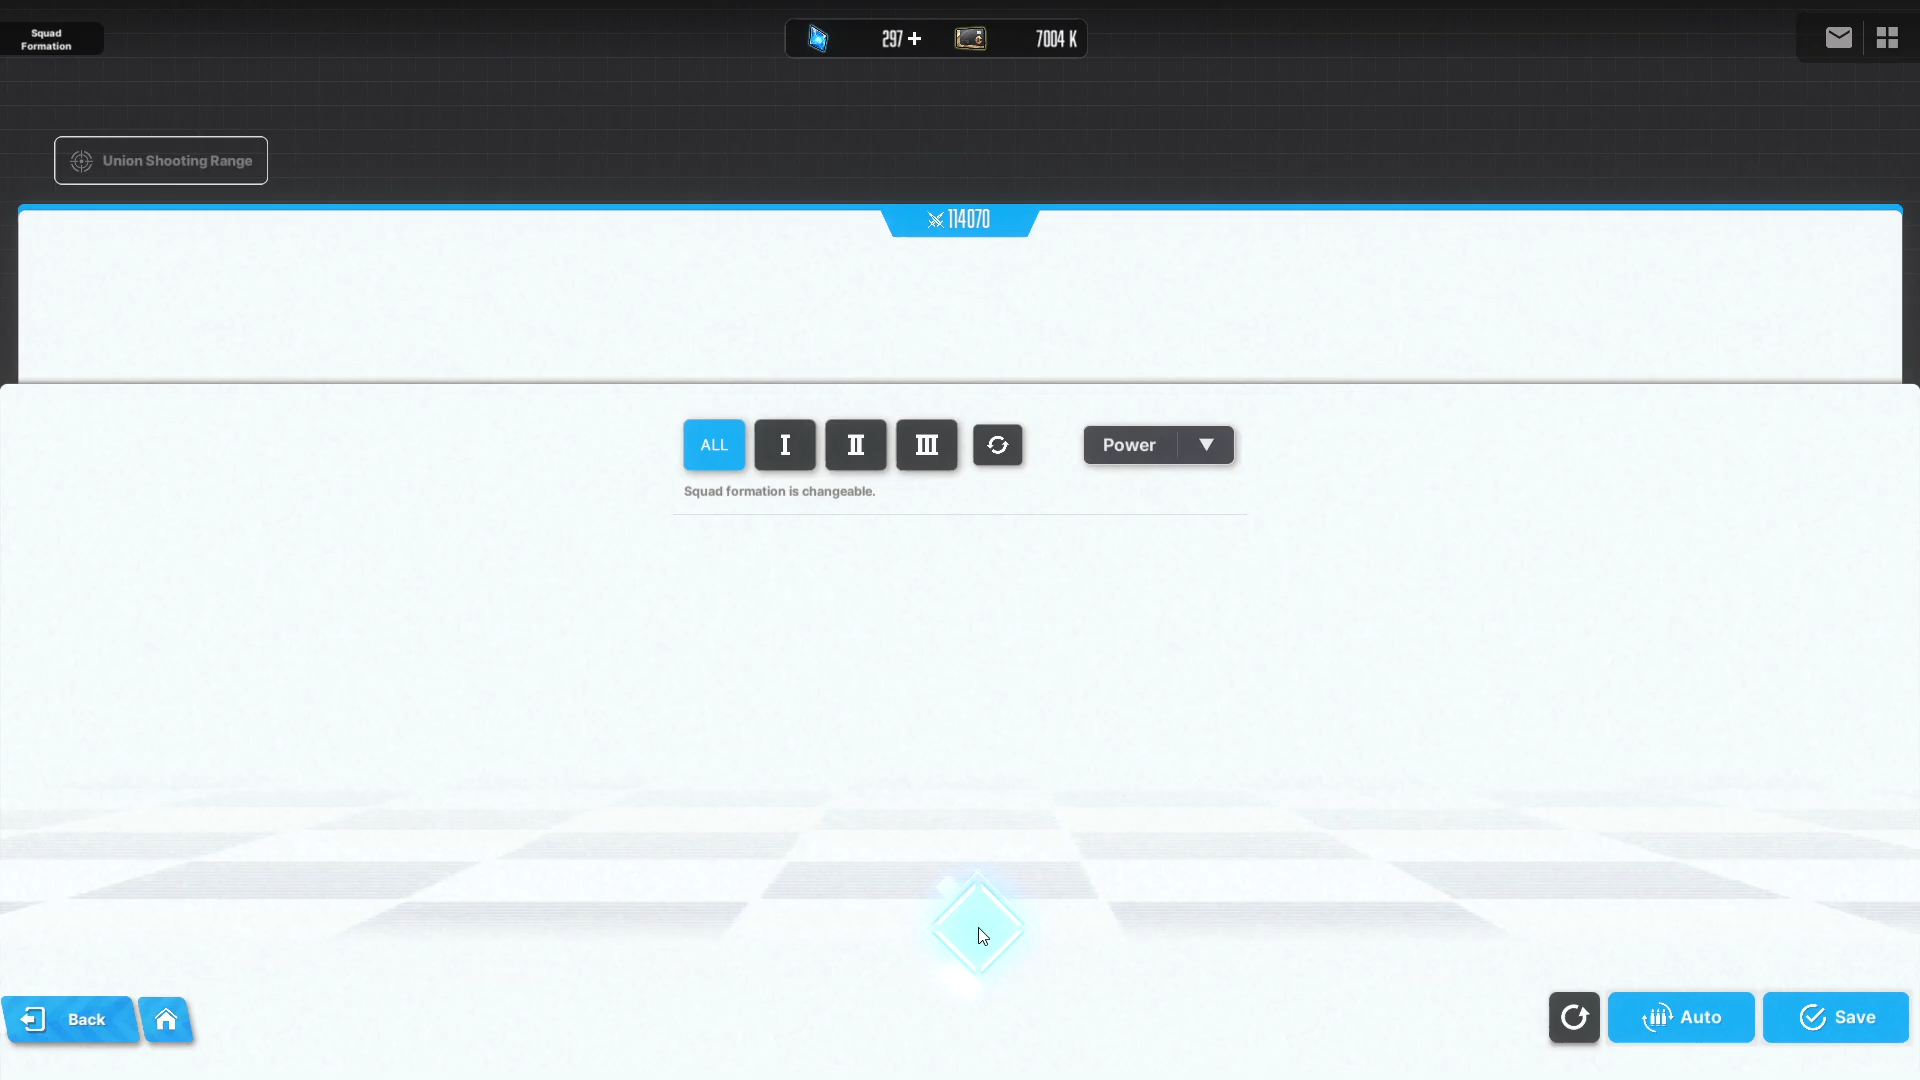 Squad
Formation
297 +
7004 K
Union Shooting Range
114070
ALL
I
II
III
Power
Squad formation is changeable.
Back
Auto
Save